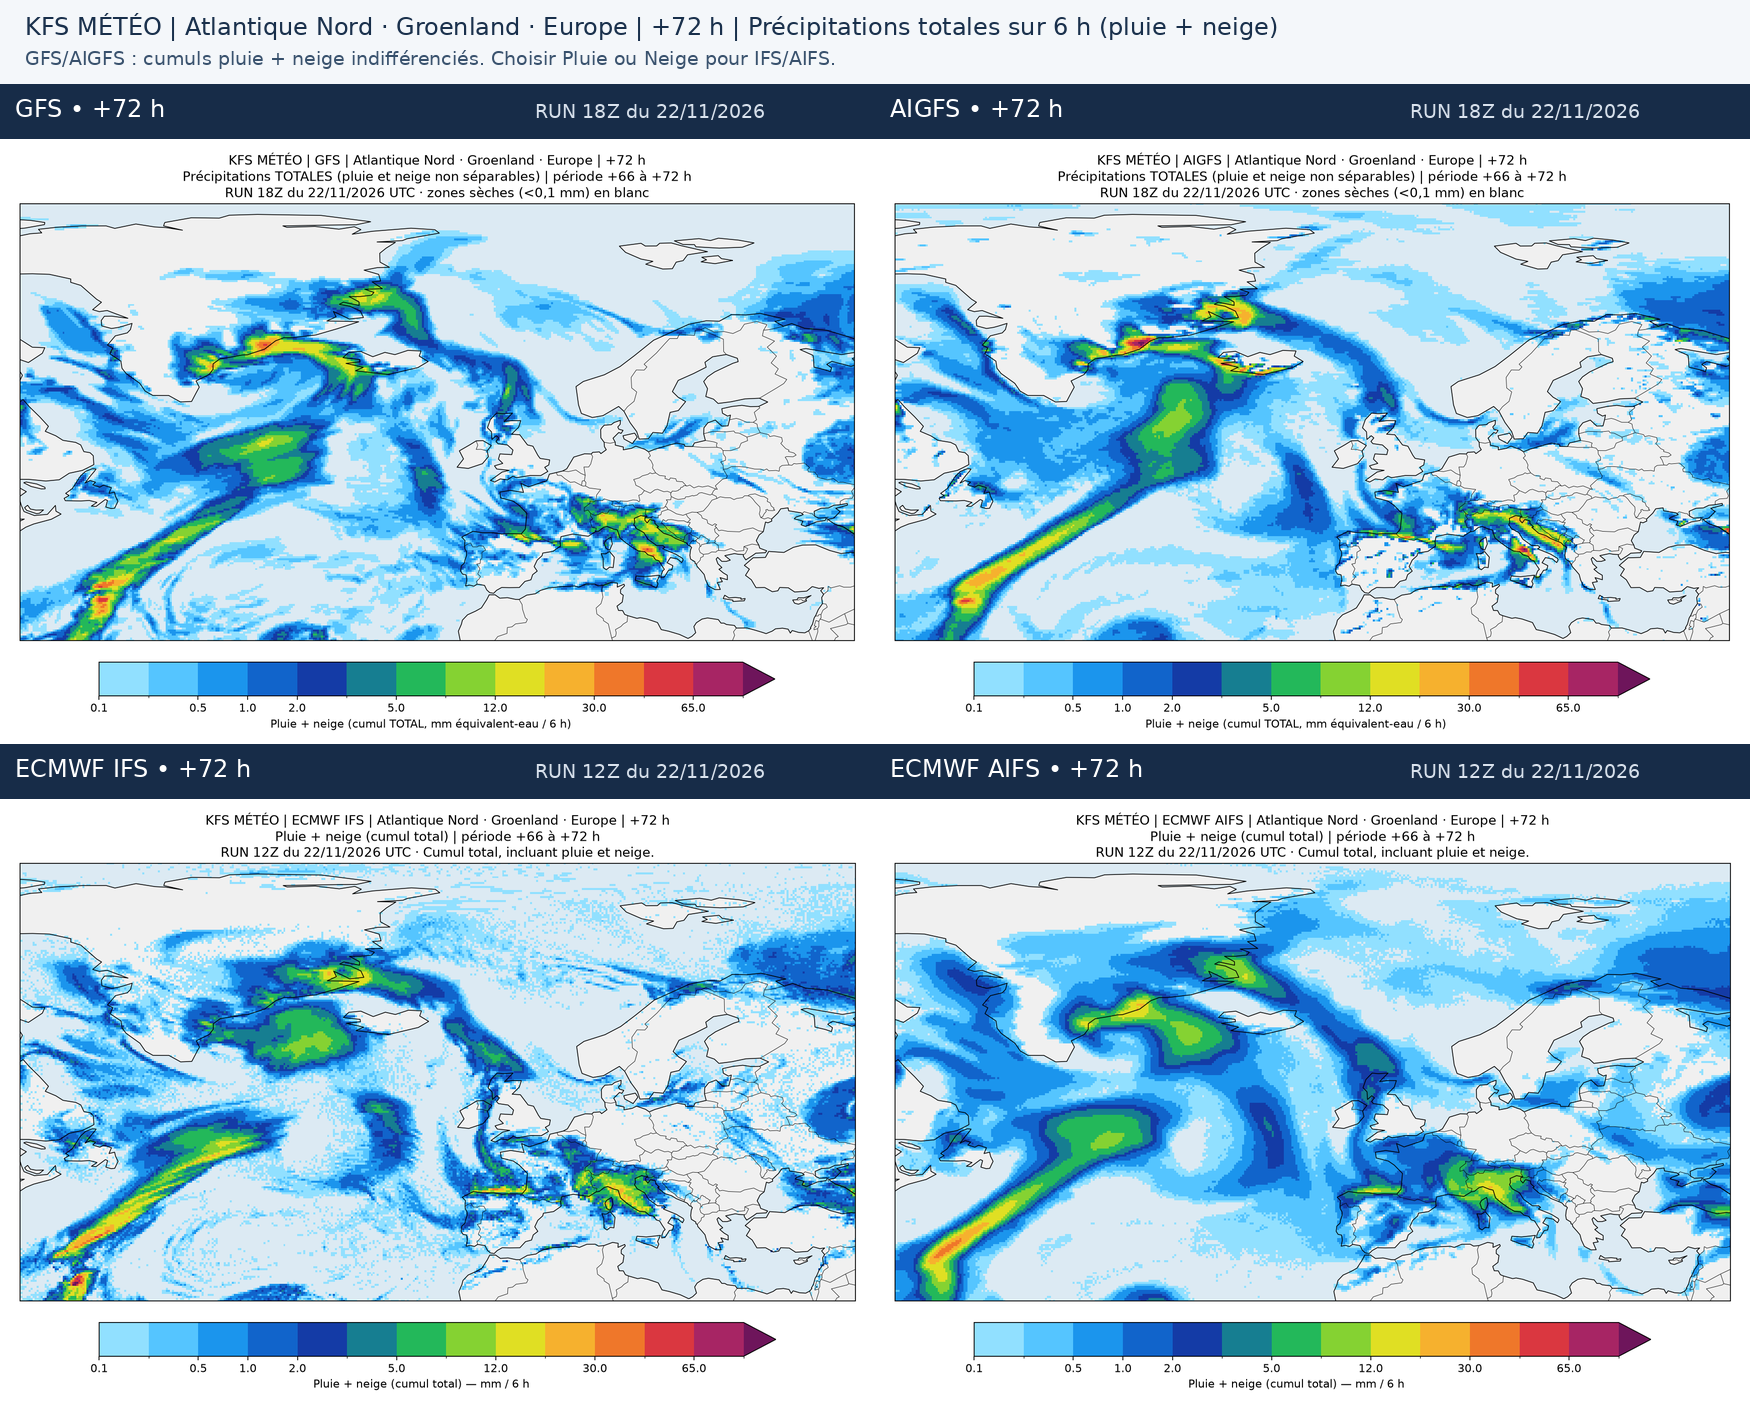 KFS MÉTÉO | Atlantique Nord · Groenland · Europe | +72 h | Précipitations totales sur 6 h (pluie + neige)
GFS/AIGFS : cumuls pluie + neige indifférenciés. Choisir Pluie ou Neige pour IFS/AIFS.
GFS • +72 h RUN 18Z du 22/11/2026
AIGFS • +72 h RUN 18Z du 22/11/2026
KFS MÉTÉO | GFS | Atlantique Nord · Groenland · Europe | +72 h
Précipitations TOTALES (pluie et neige non séparables) | période +66 à +72 h
RUN 18Z du 22/11/2026 UTC · zones sèches (<0,1 mm) en blanc
KFS MÉTÉO | AIGFS | Atlantique Nord · Groenland · Europe | +72 h
Précipitations TOTALES (pluie et neige non séparables) | période +66 à +72 h
RUN 18Z du 22/11/2026 UTC · zones sèches (<0,1 mm) en blanc
0.1 0.5 1.0 2.0 5.0 12.0 30.0 65.0
Pluie + neige (cumul TOTAL, mm équivalent-eau / 6 h)
0.1 0.5 1.0 2.0 5.0 12.0 30.0 65.0
Pluie + neige (cumul TOTAL, mm équivalent-eau / 6 h)
ECMWF IFS • +72 h RUN 12Z du 22/11/2026
ECMWF AIFS • +72 h RUN 12Z du 22/11/2026
KFS MÉTÉO | ECMWF IFS | Atlantique Nord · Groenland · Europe | +72 h
Pluie + neige (cumul total) | période +66 à +72 h
RUN 12Z du 22/11/2026 UTC · Cumul total, incluant pluie et neige.
KFS MÉTÉO | ECMWF AIFS | Atlantique Nord · Groenland · Europe | +72 h
Pluie + neige (cumul total) | période +66 à +72 h
RUN 12Z du 22/11/2026 UTC · Cumul total, incluant pluie et neige.
0.1 0.5 1.0 2.0 5.0 12.0 30.0 65.0
Pluie + neige (cumul total) — mm / 6 h
0.1 0.5 1.0 2.0 5.0 12.0 30.0 65.0
Pluie + neige (cumul total) — mm / 6 h